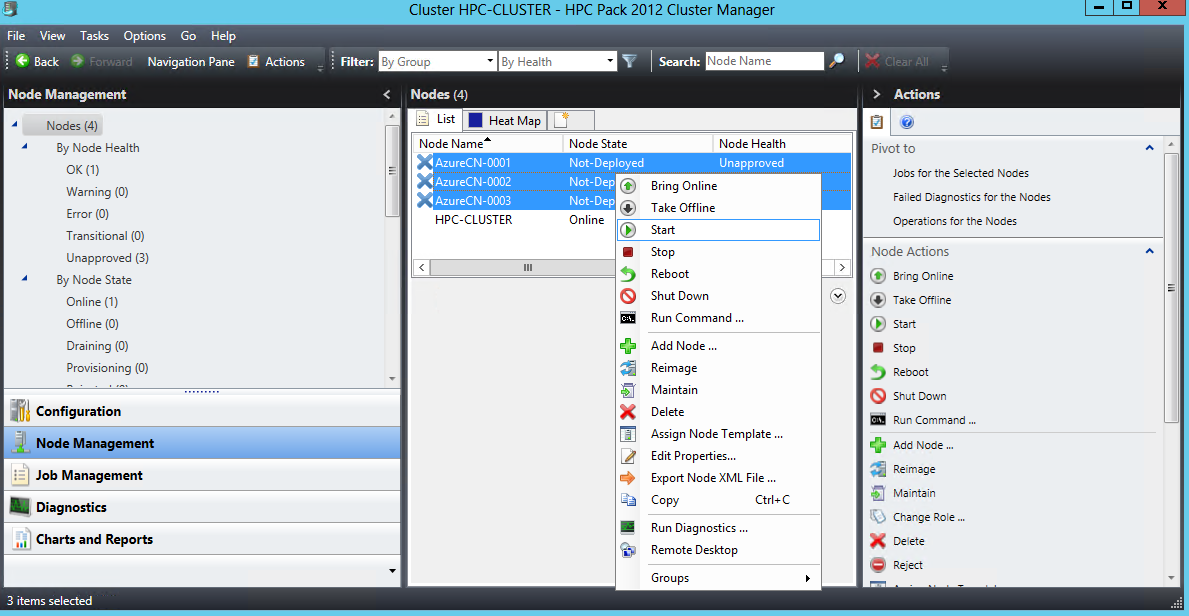 Cluster HPC-CLUSTER - HPC Pack 2012 Cluster Manager
File View Tasks Options Go Help
Back Forward Navigation Pane Actions Filter: By Group By Health Search: Node Name Clear All
Node Management
Nodes (4)
By Node Health
OK (1)
Warning (0)
Error (0)
Transitional (0)
Unapproved (3)
By Node State
Online (1)
Offline (0)
Draining (0)
Provisioning (0)
Configuration
Node Management
Job Management
Diagnostics
Charts and Reports
Nodes (4)
List Heat Map
Node Name Node State Node Health
AzureCN-0001 Not-Deployed Unapproved
AzureCN-0002 Not-Dep
AzureCN-0003 Not-Dep
HPC-CLUSTER Online
Bring Online
Take Offline
Start
Stop
Reboot
Shut Down
Run Command ...
Add Node ...
Reimage
Maintain
Delete
Assign Node Template ...
Edit Properties...
Export Node XML File ...
Copy Ctrl+C
Run Diagnostics ...
Remote Desktop
Groups
Actions
Pivot to
Jobs for the Selected Nodes
Failed Diagnostics for the Nodes
Operations for the Nodes
Node Actions
Bring Online
Take Offline
Start
Stop
Reboot
Shut Down
Run Command ...
Add Node ...
Reimage
Maintain
Change Role ...
Delete
Reject
3 items selected